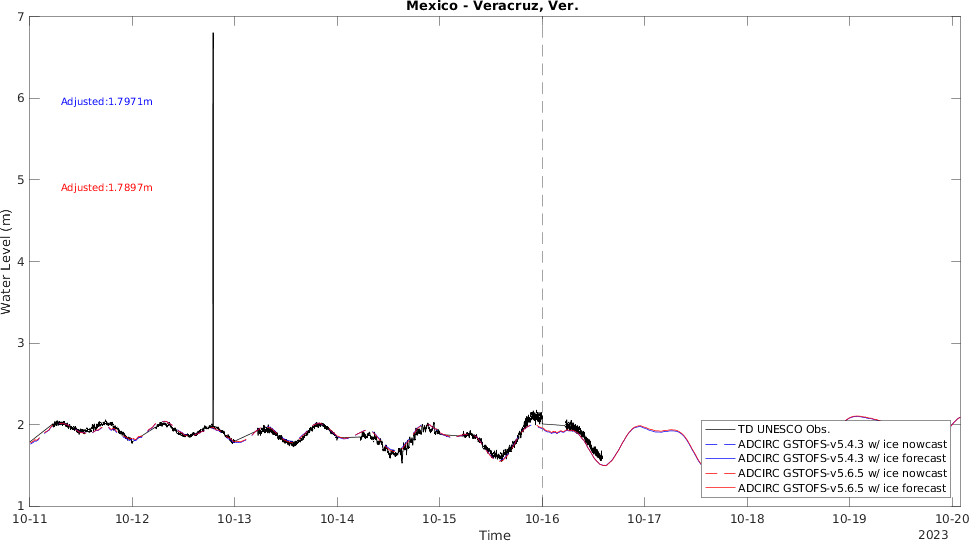 Mexico - Veracruz, Ver.
7
6
5
4
3
2
1
Water Level (m)
Adjusted:1.7971m
Adjusted:1.7897m
TD UNESCO Obs.
ADCIRC GSTOFS-v5.4.3 w/ ice nowcast
ADCIRC GSTOFS-v5.4.3 w/ ice forecast
ADCIRC GSTOFS-v5.6.5 w/ ice nowcast
ADCIRC GSTOFS-v5.6.5 w/ ice forecast
10-11 10-12 10-13 10-14 10-15 10-16 10-17 10-18 10-19 10-20
Time
2023